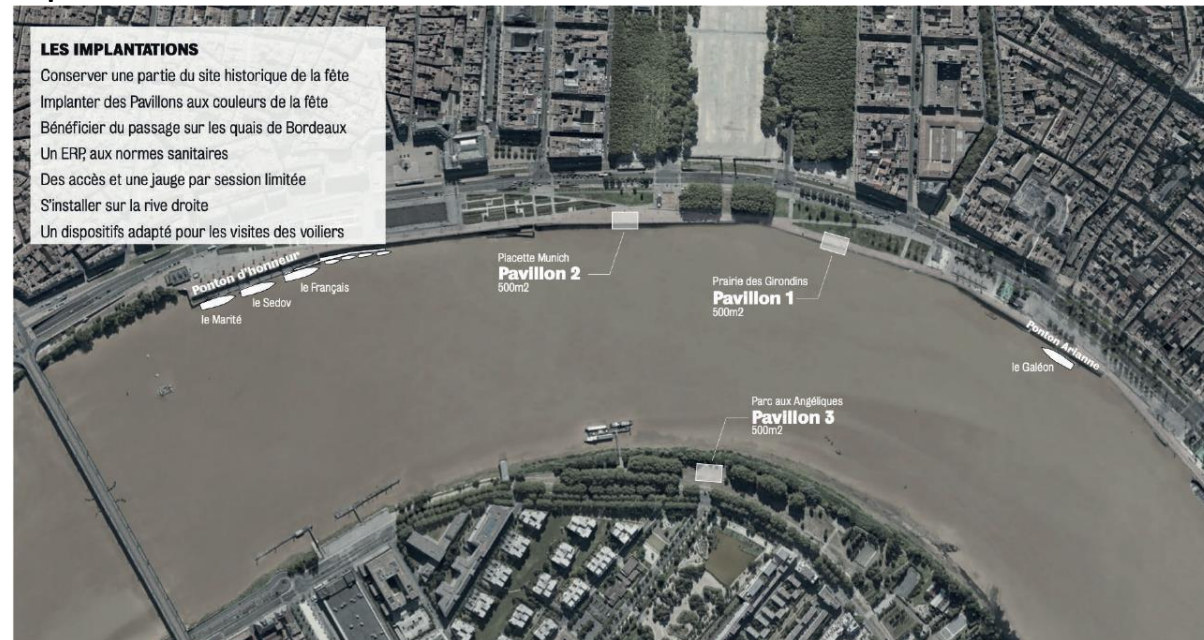 LES IMPLANTATIONS
Conserver une partie du site historique de la fête
Implanter des Pavillons aux couleurs de la fête
Bénéficier du passage sur les quais de Bordeaux
Un ERP, aux normes sanitaires
Des accès et une jauge par session limitée
S'installer sur la rive droite
Un dispositifs adapté pour les visites des voiliers
Ponton d'honneur
le Français
le Sedov
le Marité
Placette Munich
Pavillon 2
500m2
Prairie des Girondins
Pavillon 1
500m2
Ponton Arianne
le Galéon
Parc aux Angéliques
Pavillon 3
500m2